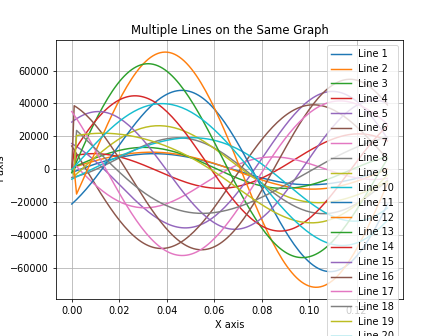 Multiple Lines on the Same Graph
60000
40000
20000
0
−20000
−40000
−60000
0.00
0.02
0.04
0.06
0.08
0.10
X axis
Line 1
Line 2
Line 3
Line 4
Line 5
Line 6
Line 7
Line 8
Line 9
Line 10
Line 11
Line 12
Line 13
Line 14
Line 15
Line 16
Line 17
Line 18
Line 19
Line 20